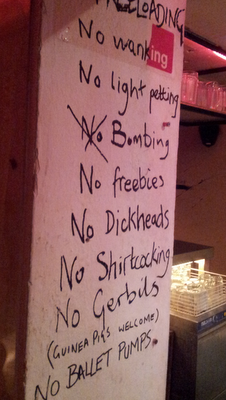 FREELOADING
No wanking
No light petting
No Bombing
No freebies
No Dickheads
No Shirtcocking
No Gerbils
(GUINEA PIGS WELCOME)
No BALLET PUMPS.